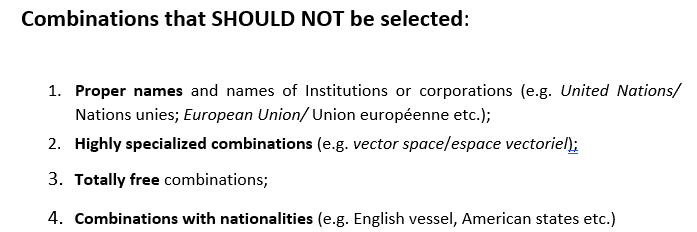 Combinations that SHOULD NOT be selected:
1. Proper names and names of Institutions or corporations (e.g. United Nations/
Nations unies; European Union/ Union européenne etc.);
2. Highly specialized combinations (e.g. vector space/espace vectoriel);
3. Totally free combinations;
4. Combinations with nationalities (e.g. English vessel, American states etc.)